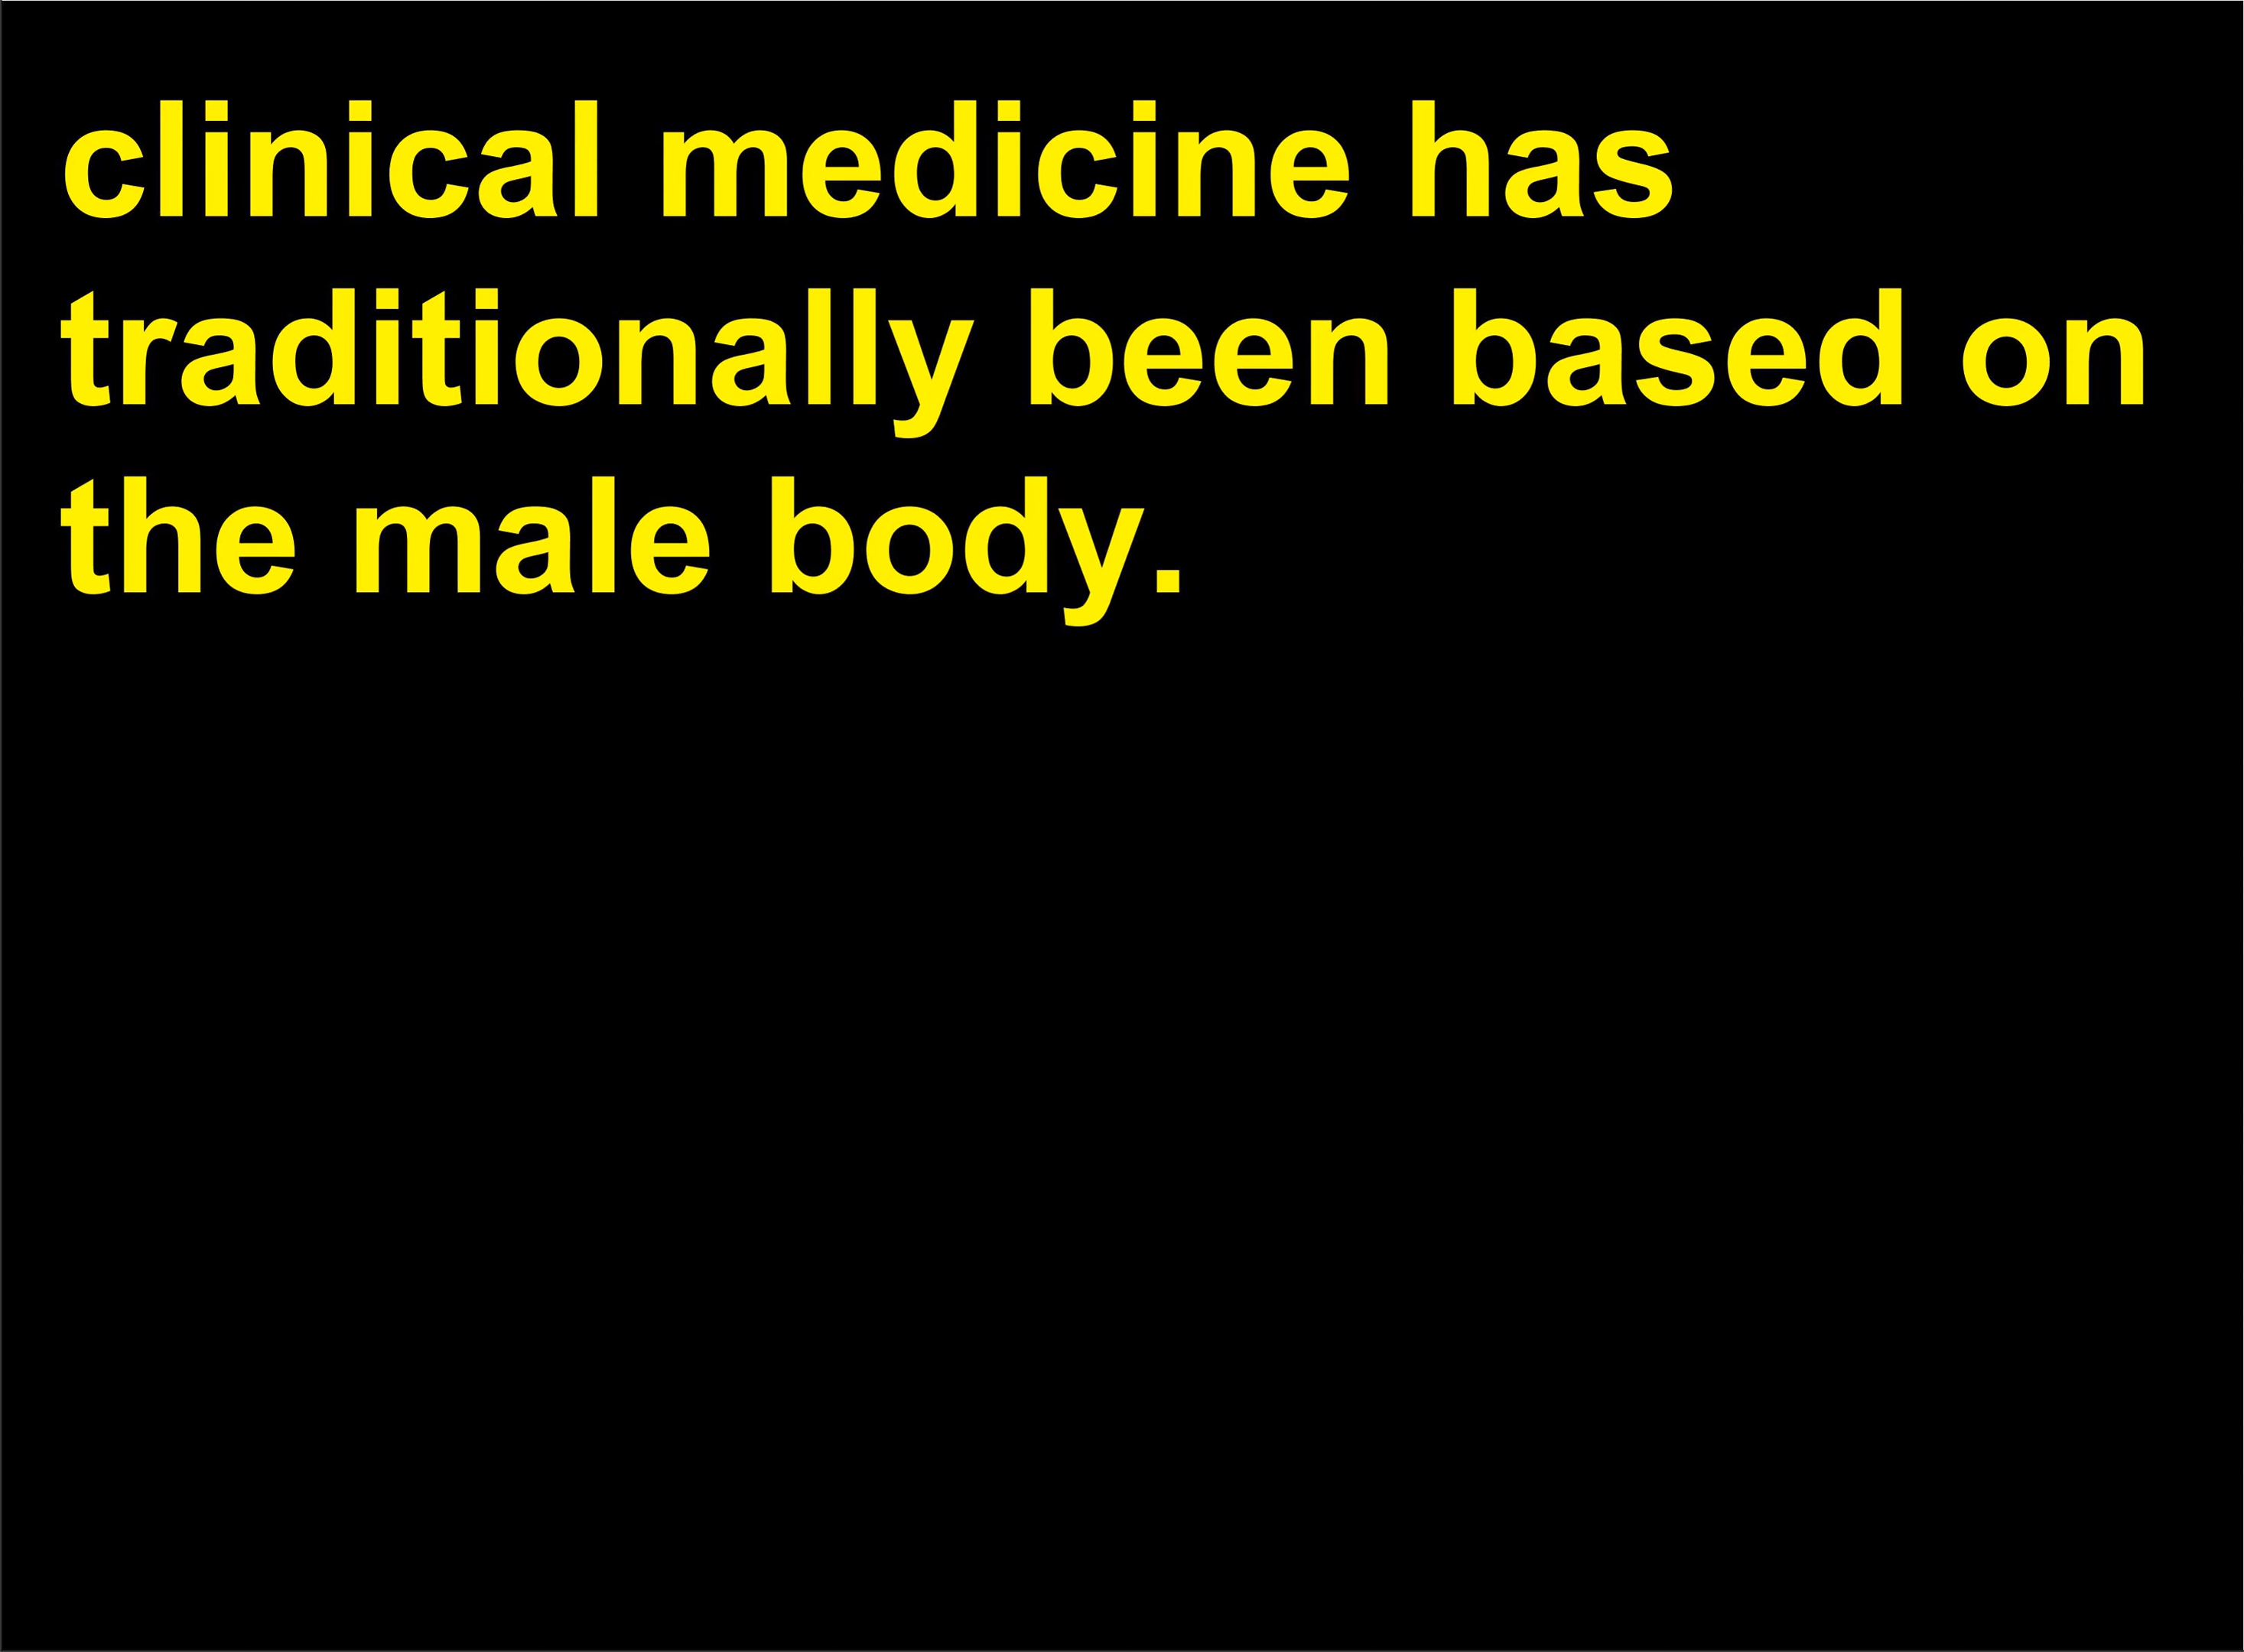 clinical medicine has
traditionally been based on
the male body.